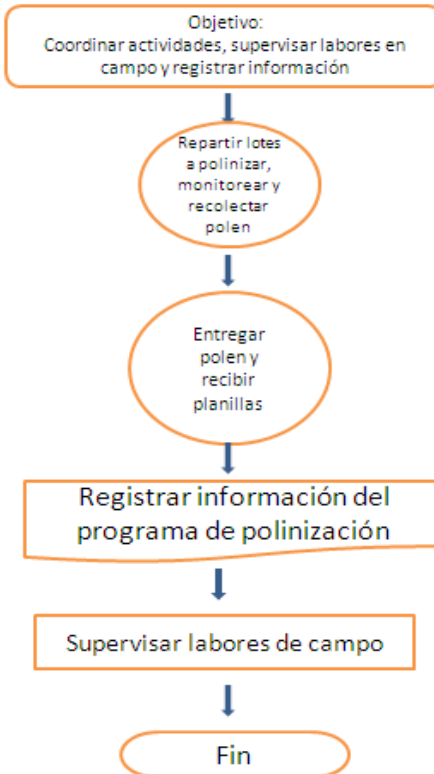 Objetivo:
Coordinar actividades, supervisar labores en
campo y registrar información
Repartir lotes
a polinizar,
monitorear y
recolectar
polen
Entregar
polen y
recibir
planillas
Registrar información del
programa de polinización
Supervisar labores de campo
Fin